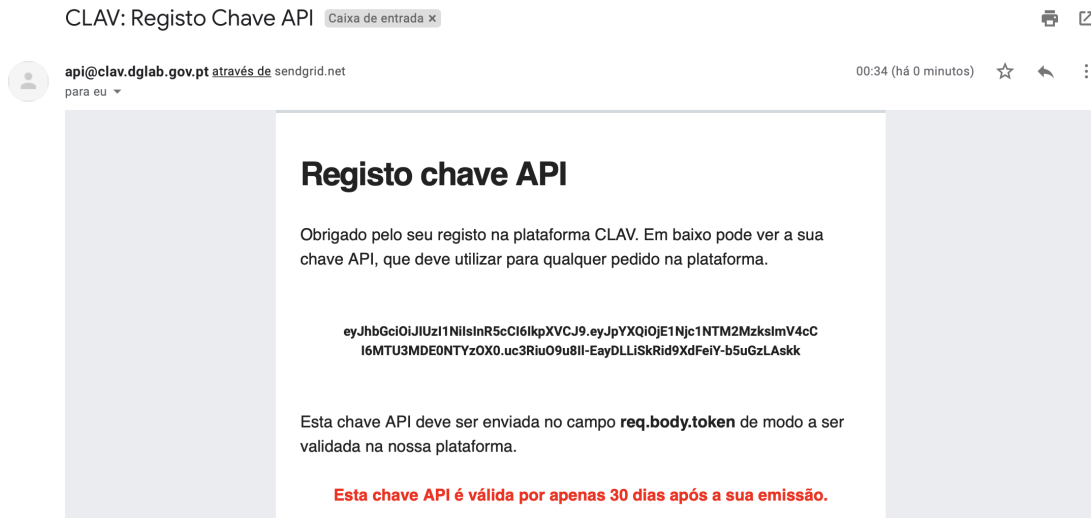 CLAV: Registo Chave API Caixa de entrada ×
api@clav.dglab.gov.pt através de sendgrid.net 00:34 (há 0 minutos)
para eu
Registo chave API
Obrigado pelo seu registo na plataforma CLAV. Em baixo pode ver a sua
chave API, que deve utilizar para qualquer pedido na plataforma.
eyJhbGciOiJIUzI1NiIsInR5cCI6IkpXVCJ9.eyJpYXQiOjE1Njc1NTM2MzksImV4cC
I6MTU3MDE0NTYzOX0.uc3RiuO9u8Il-EayDLLiSkRid9XdFeiY-b5uGzLAskk
Esta chave API deve ser enviada no campo req.body.token de modo a ser
validada na nossa plataforma.
Esta chave API é válida por apenas 30 dias após a sua emissão.